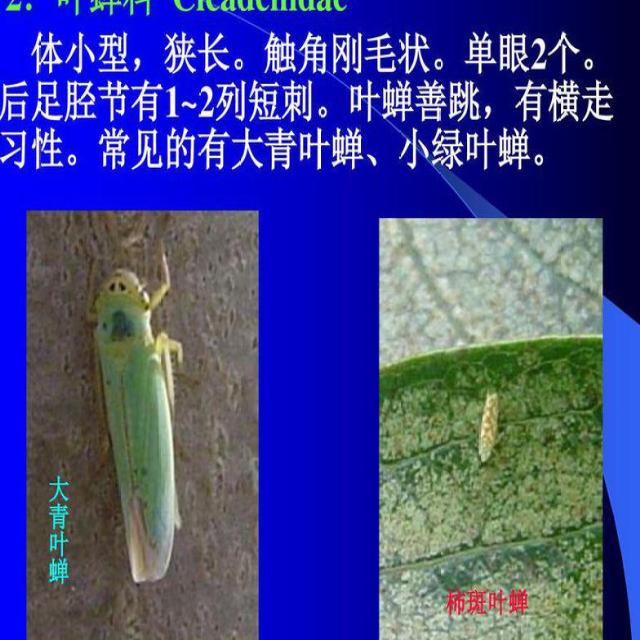 2. 叶蝉科 Cicadellidae
体小型，狭长。触角刚毛状。单眼2个。
后足胫节有1~2列短刺。叶蝉善跳，有横走
习性。常见的有大青叶蝉、小绿叶蝉。
大青叶蝉
柿斑叶蝉